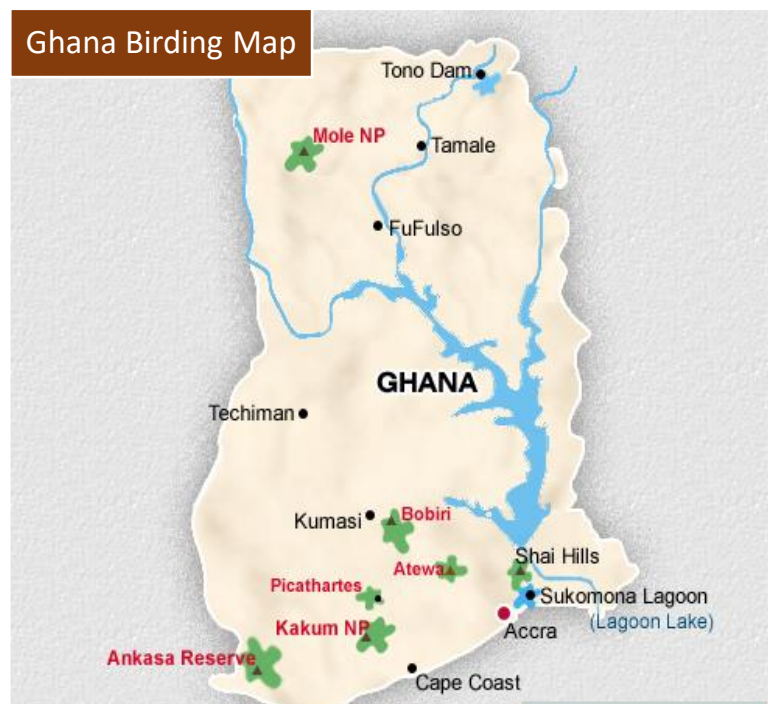 Ghana Birding Map
Tono Dam
Mole NP
Tamale
FuFulso
GHANA
Techiman
Kumasi
Bobiri
Atewa
Shai Hills
Picathartes
Sukomona Lagoon
(Lagoon Lake)
Kakum NP
Accra
Ankasa Reserve
Cape Coast